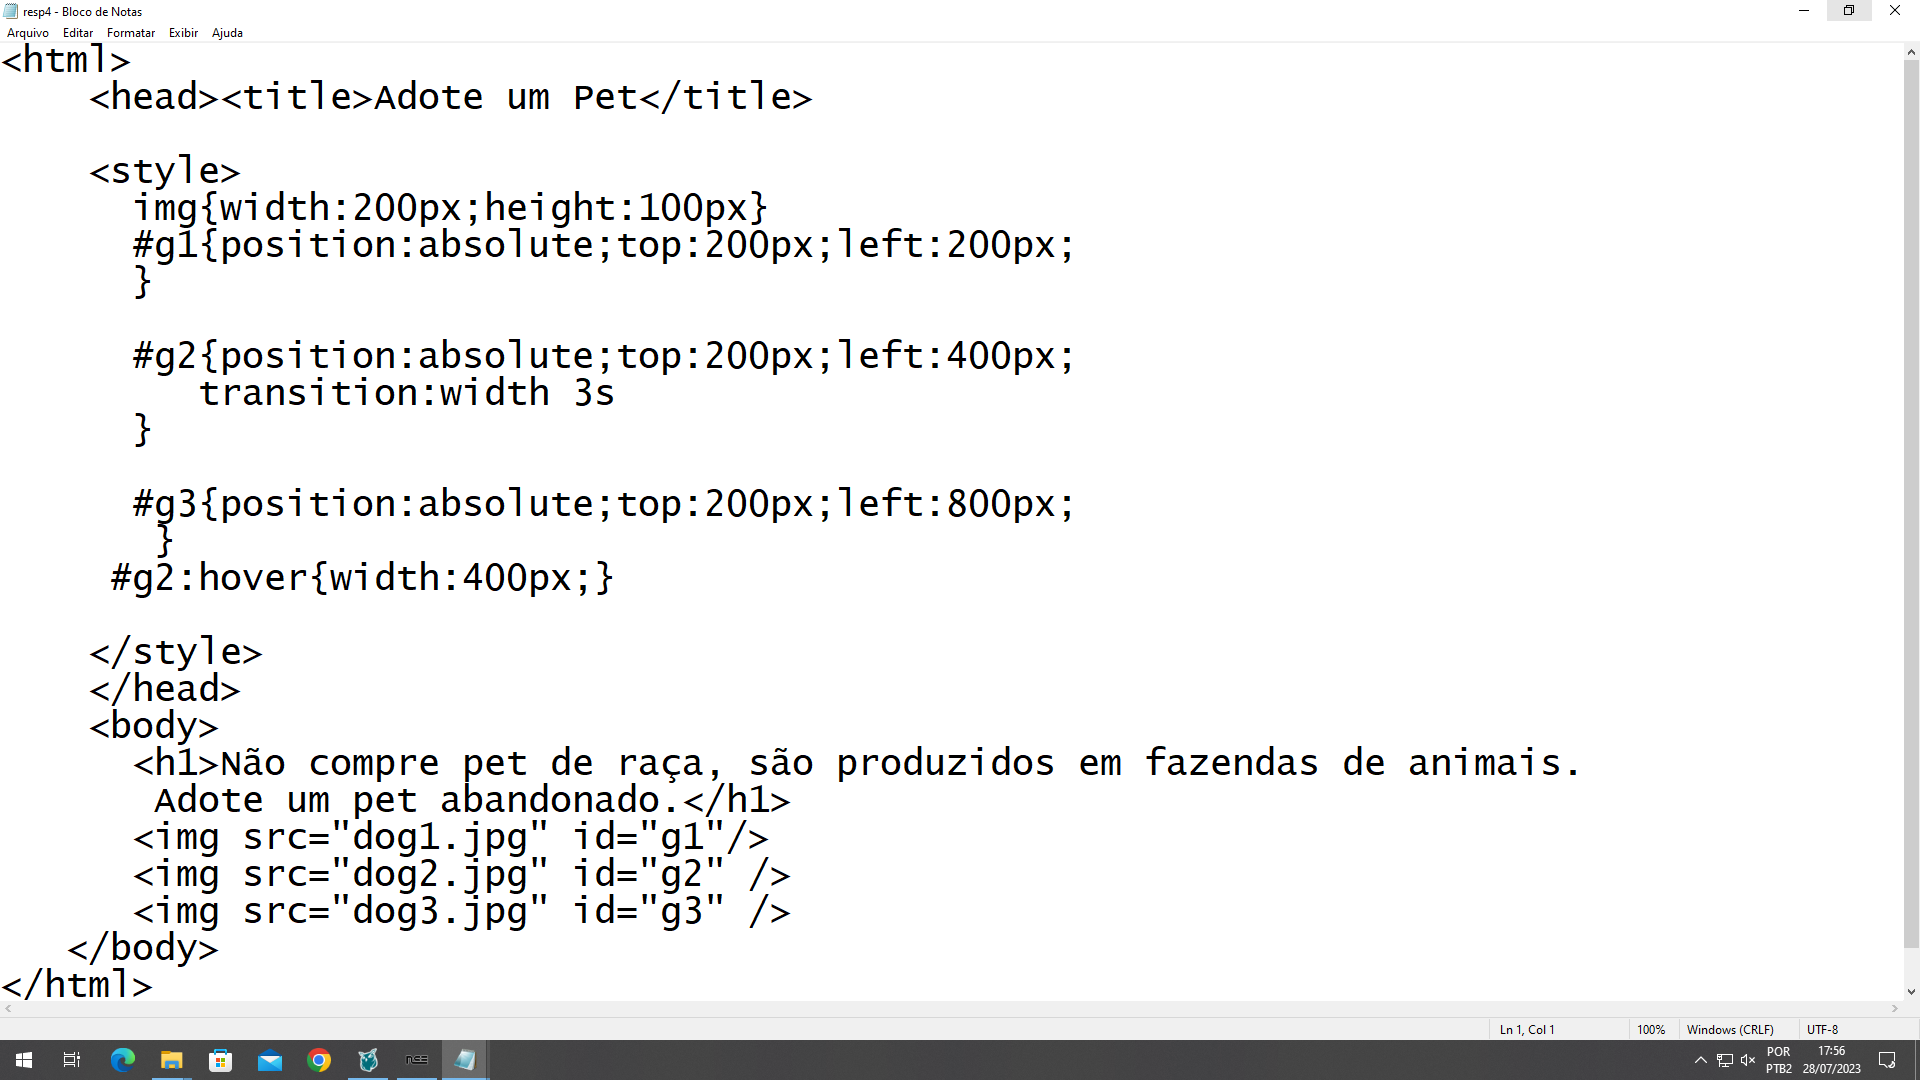 resp4 - Bloco de Notas
Arquivo Editar Formatar Exibir Ajuda
<html>
<head><title>Adote um Pet</title>
<style>
img{width:200px;height:100px}
#g1{position:absolute;top:200px;left:200px;
}
#g2{position:absolute;top:200px;left:400px;
transition:width 3s
}
#g3{position:absolute;top:200px;left:800px;
}
#g2:hover{width:400px;}
</style>
</head>
<body>
<h1>Não compre pet de raça, são produzidos em fazendas de animais.
Adote um pet abandonado.</h1>
<img src="dog1.jpg" id="g1"/>
<img src="dog2.jpg" id="g2" />
<img src="dog3.jpg" id="g3" />
</body>
</html>
Ln 1, Col 1 100% Windows (CRLF) UTF-8
POR 17:56
PTB2 28/07/2023